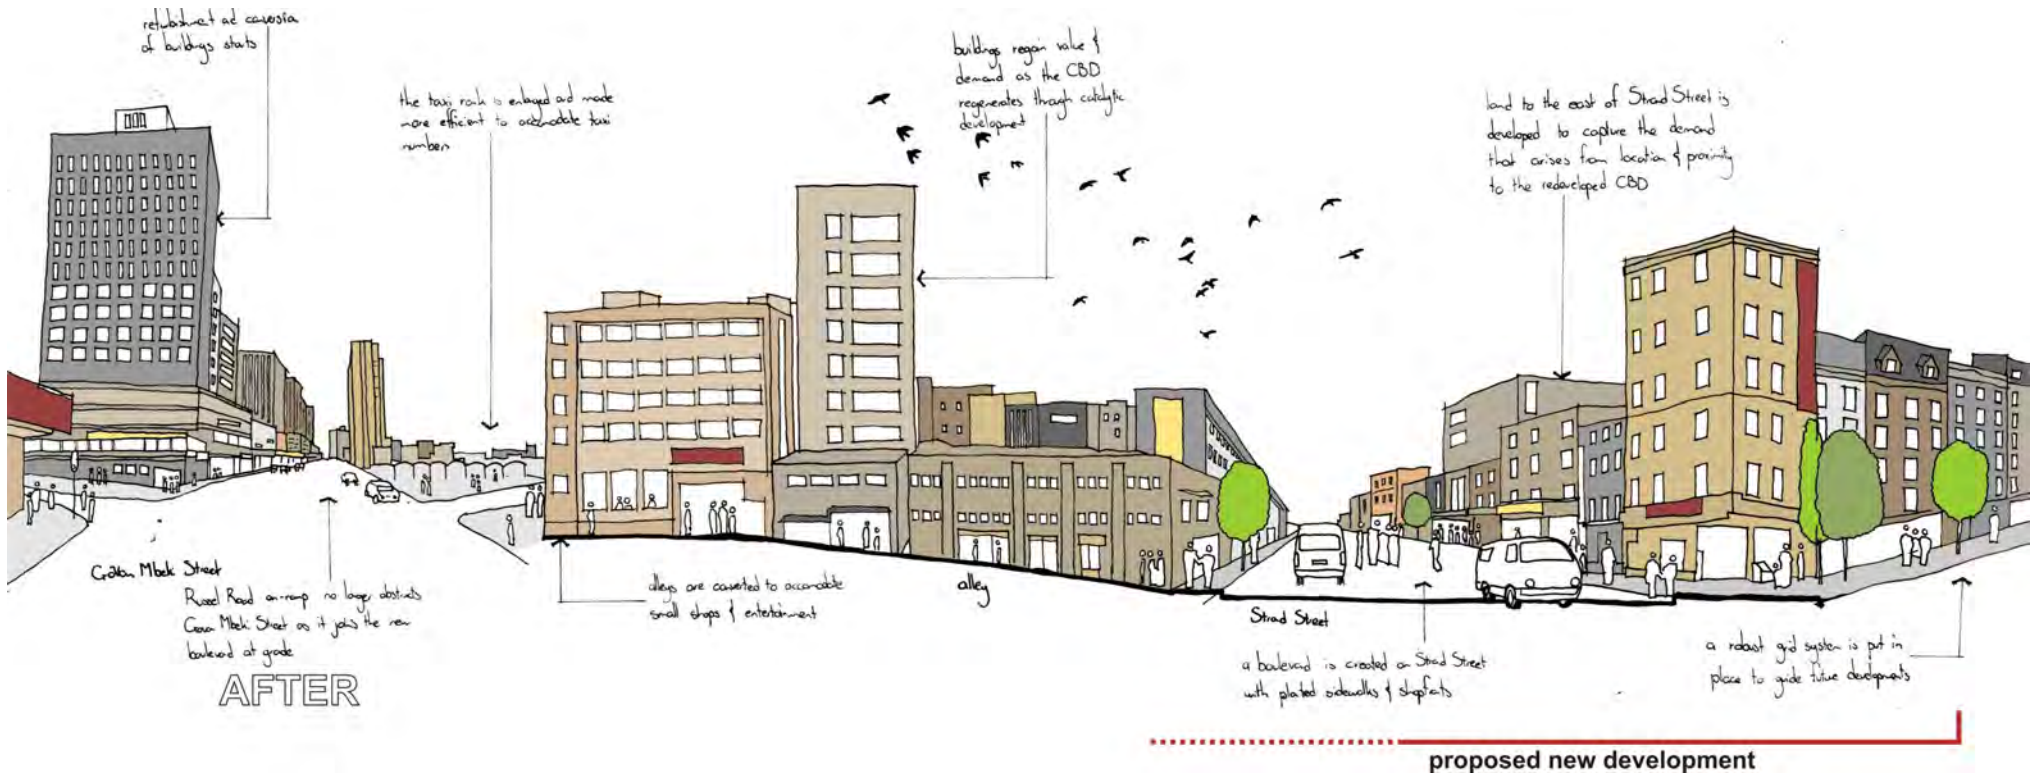 refurbishment ad conversion
of buildings starts
the taxi rank is enlarged and made
more efficient to accomodate taxi
numbers
buildings regain value &
demand as the CBD
regenerates through catalytic
development
land to the east of Strand Street is
developed to capture the demand
that arises from location & proximity
to the redeveloped CBD
Govan Mbeki Street
Russel Road on-ramp no longer obstructs
Govan Mbeki Street as it joins the new
boulevard at grade
AFTER
alleys are converted to accomodate
small shops & entertainment
alley
Strand Street
a boulevard is created on Strand Street
with planted sidewalks & shopfronts
a robust grid system is put in
place to guide future developments
proposed new development